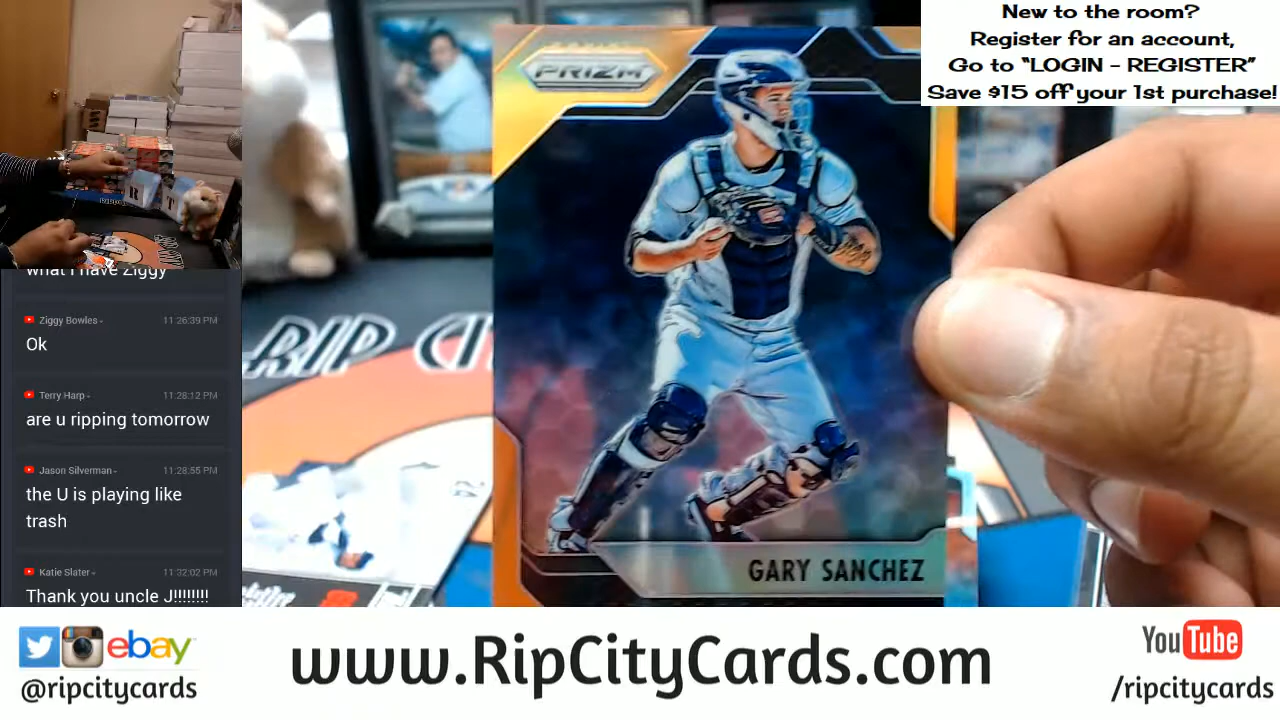 New to the room?
Register for an account,
Go to "LOGIN - REGISTER"
Save $15 off your 1st purchase!
PRIZM
what I have Ziggy
Ziggy Bowles - 11:26:39 PM
Ok
Terry Harp - 11:28:12 PM
are u ripping tomorrow
Jason Silverman - 11:28:55 PM
the U is playing like
trash
Katie Slater - 11:32:02 PM
Thank you uncle J!!!!!!!!
RIP CI
R T
GARY SANCHEZ
ebay
@ripcitycards
www.RipCityCards.com
YouTube
/ripcitycards